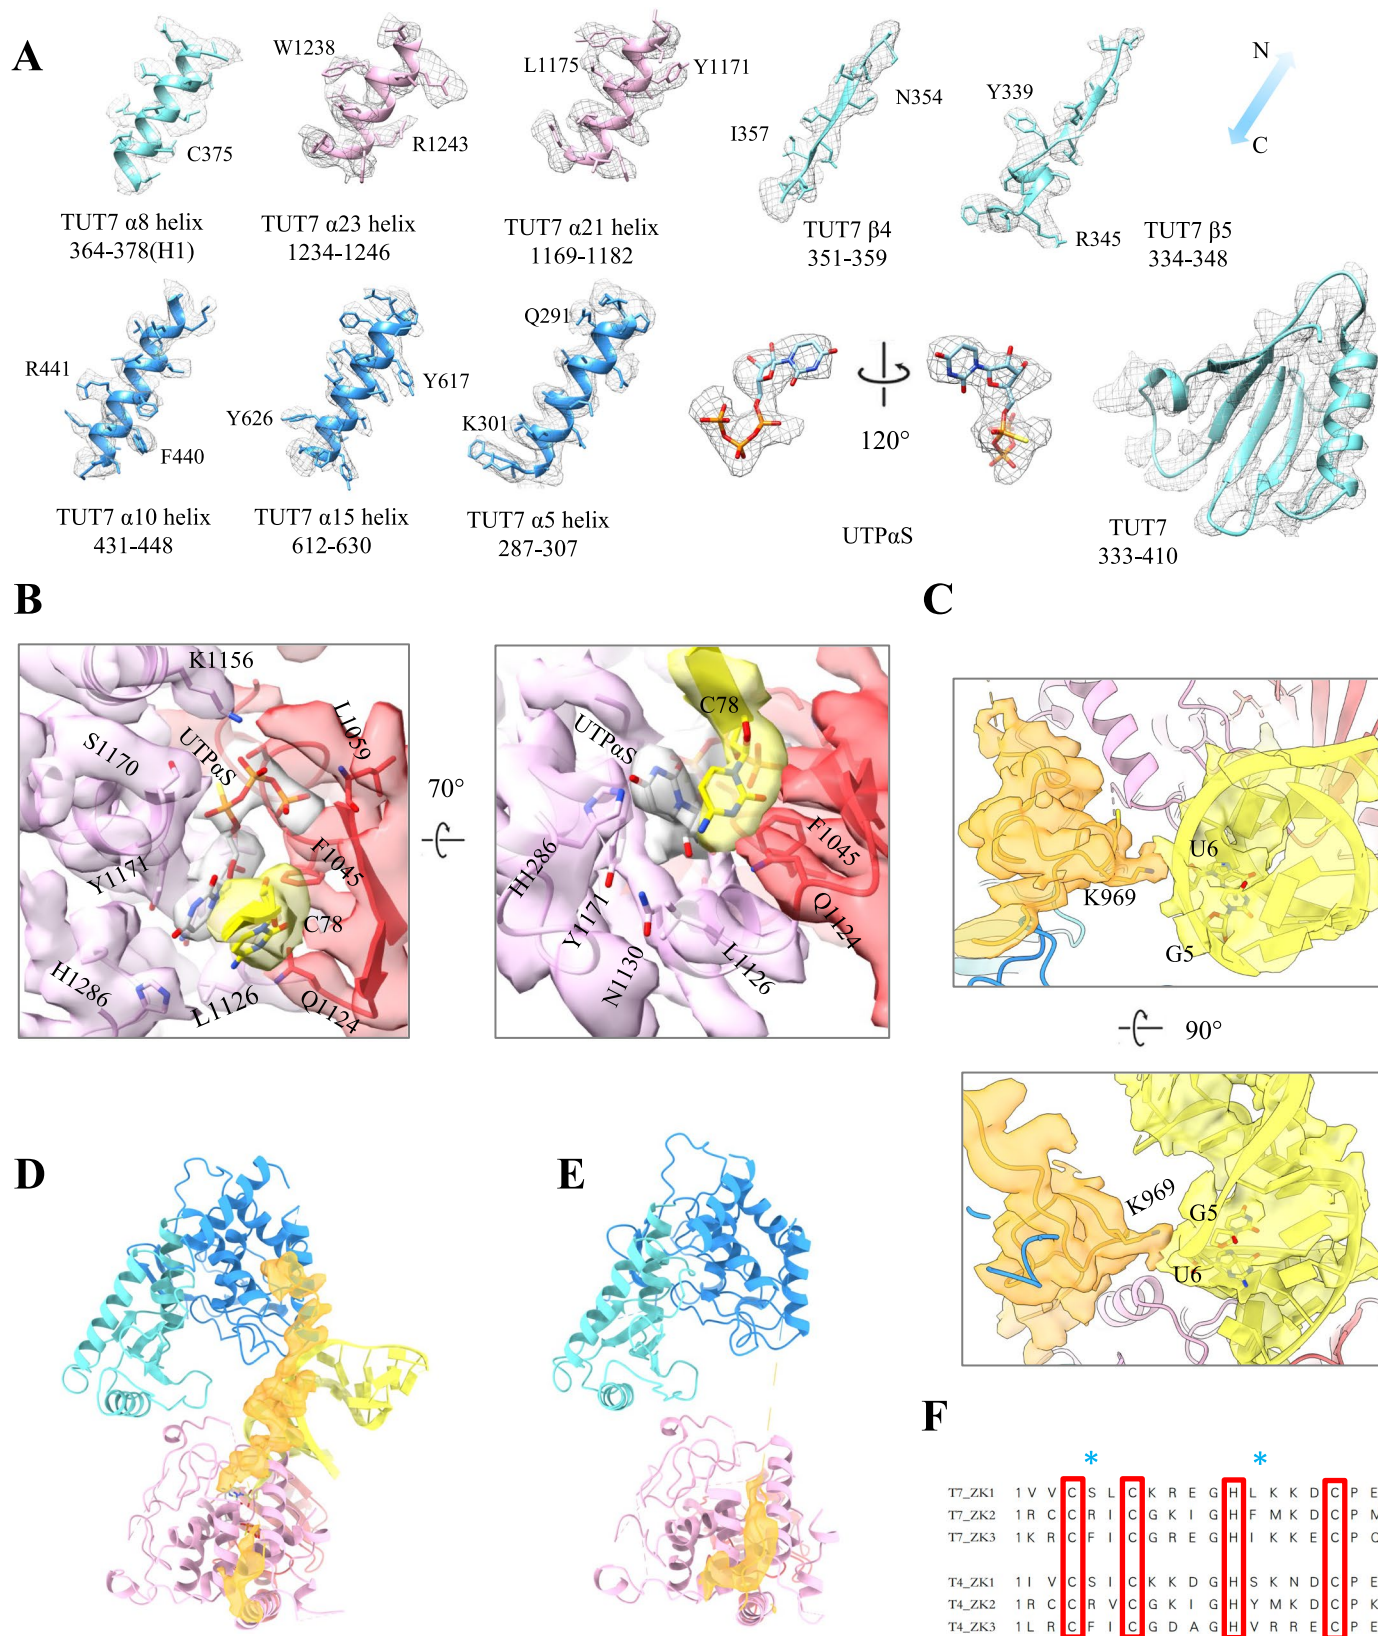 A
W1238
R1243
C375
L1175
Y1171
N354
I357
Y339
R345
N
C
TUT7 α8 helix
364-378(H1)
TUT7 α23 helix
1234-1246
TUT7 α21 helix
1169-1182
TUT7 β4
351-359
TUT7 β5
334-348
R441
F440
Y626
Y617
Q291
K301
120°
TUT7 α10 helix
431-448
TUT7 α15 helix
612-630
TUT7 α5 helix
287-307
UTPαS
TUT7
333-410
B
K1156
L1059
S1170
UTPαS
Y1171
F1045
C78
H1286
L1126
Q1124
70°
C78
UTPαS
H1286
Y1171
N1130
L1126
F1045
Q1124
C
U6
K969
G5
90°
K969
G5
U6
D
E
F
* *
T7_ZK1 1 V V C S L C K R E G H L K K D C P E
T7_ZK2 1 R C C R I C G K I G H F M K D C P M
T7_ZK3 1 K R C F I C G R E G H I K K E C P Q
T4_ZK1 1 I V C S I C K K D G H S K N D C P E
T4_ZK2 1 R C C R V C G K I G H Y M K D C P K
T4_ZK3 1 L R C F I C G D A G H V R R E C P E